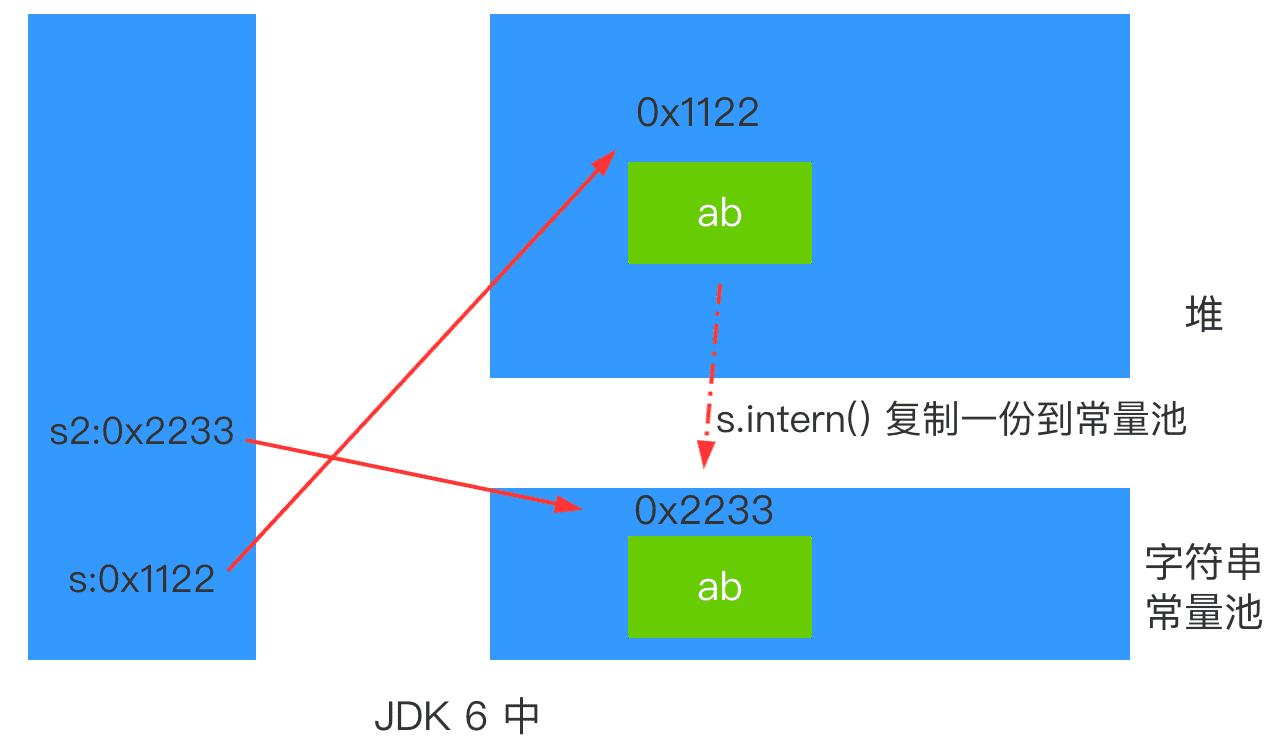 0x1122
ab
堆
s.intern() 复制一份到常量池
s2:0x2233
0x2233
s:0x1122
ab
字符串
常量池
JDK 6 中